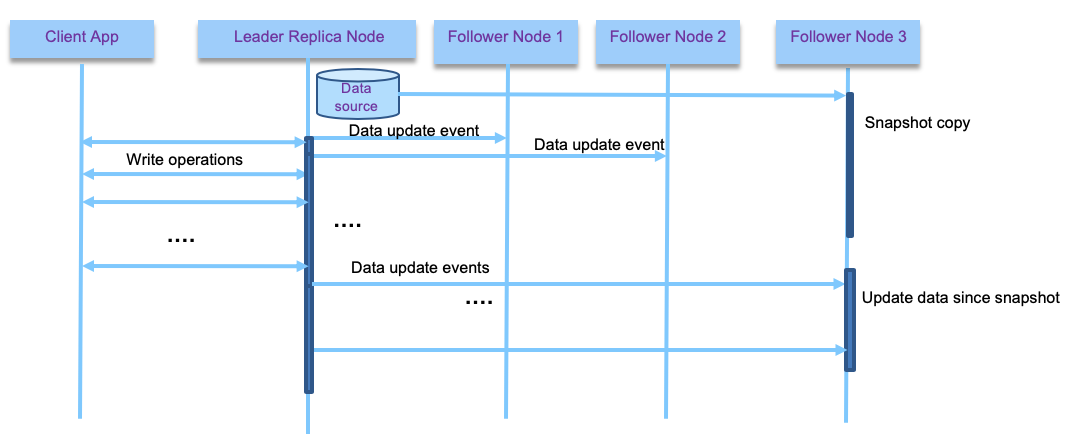 Client App
Leader Replica Node
Follower Node 1
Follower Node 2
Follower Node 3
Data
source
Snapshot copy
Data update event
Data update event
Write operations
....
....
Data update events
....
Update data since snapshot